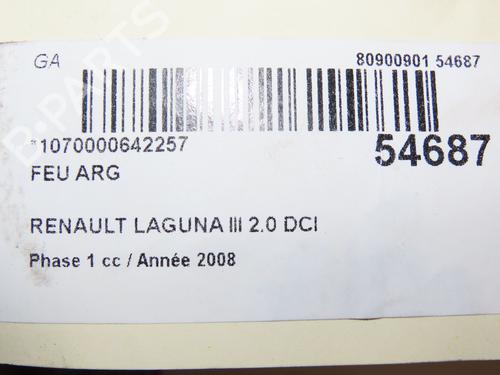 GA
80900901 54687
*1070000642257
54687
FEU ARG
RENAULT LAGUNA III 2.0 DCI
Phase 1 cc / Année 2008
B-PARTS